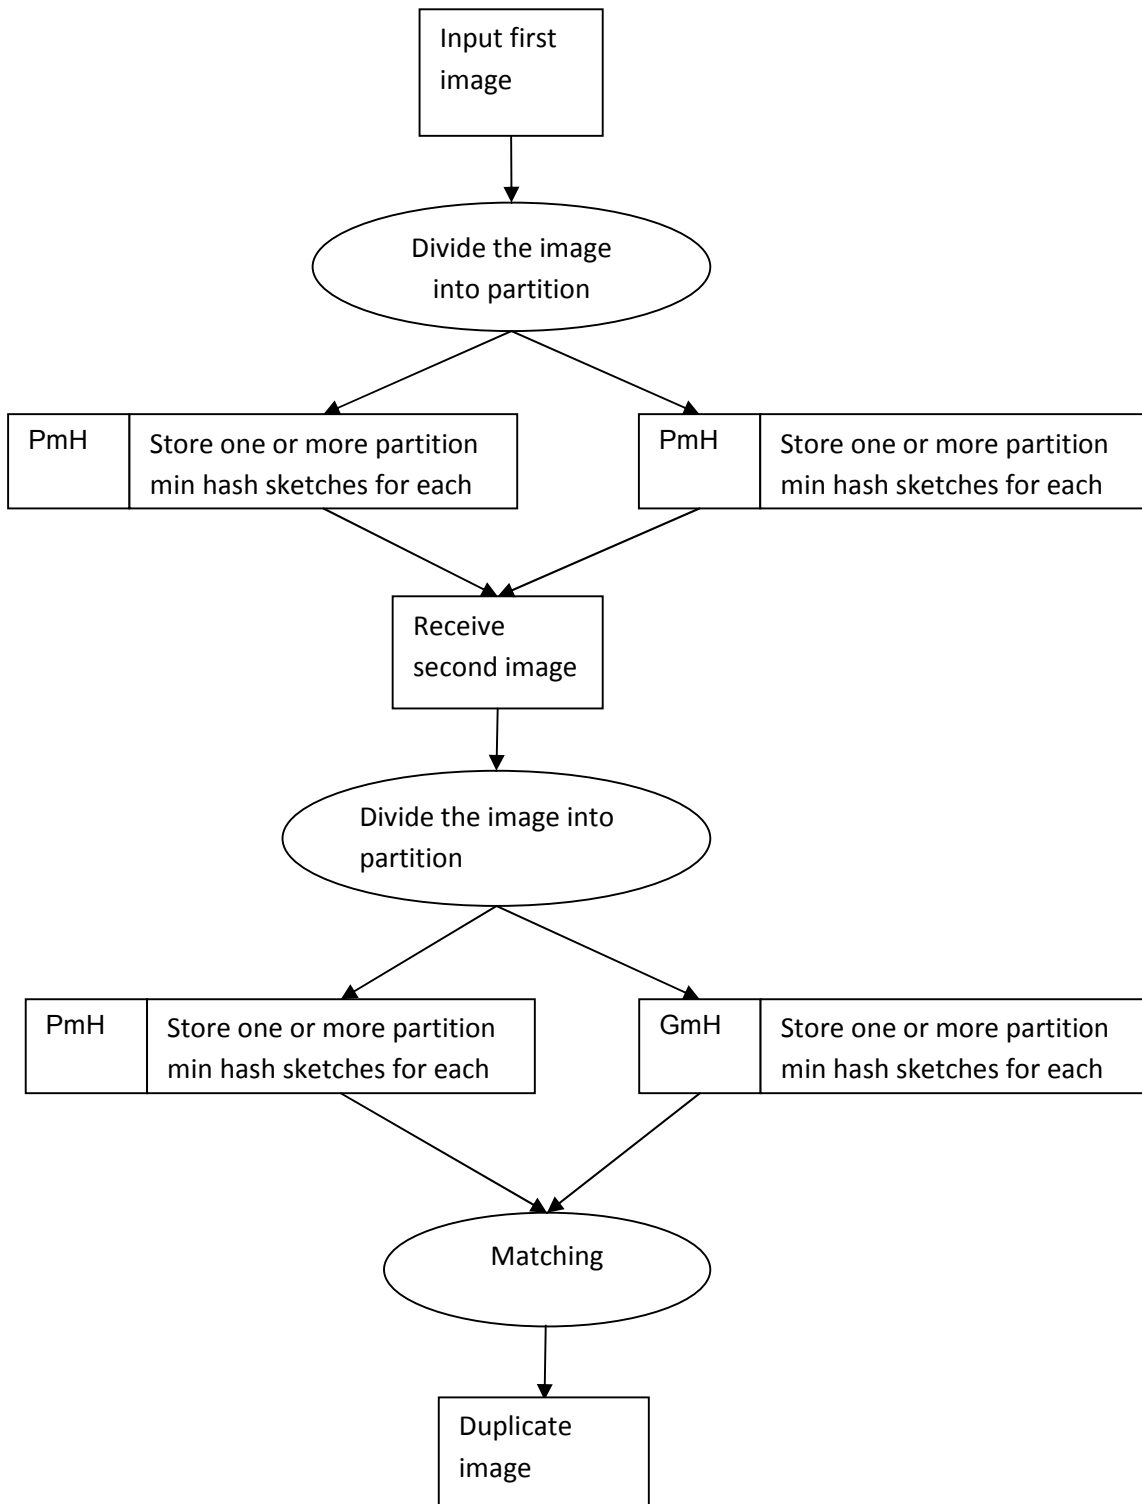 Input first
image
Divide the image
into partition
PmH
Store one or more partition
min hash sketches for each
PmH
Store one or more partition
min hash sketches for each
Receive
second image
Divide the image into
partition
PmH
Store one or more partition
min hash sketches for each
GmH
Store one or more partition
min hash sketches for each
Matching
Duplicate
image